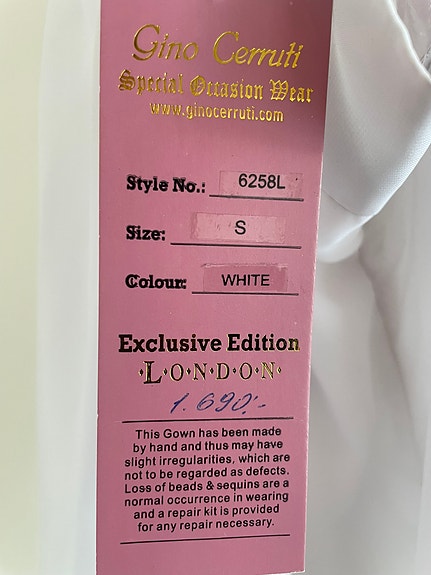 Gino Cerruti
Special Occasion Wear
www.ginocerruti.com
Style No.: 6258L
Size: S
Colour: WHITE
Exclusive Edition
·L·O·N·D·O·N·
1.690:-
This Gown has been made
by hand and thus may have
slight irregularities, which are
not to be regarded as defects.
Loss of beads & sequins are a
normal occurrence in wearing
and a repair kit is provided
for any repair necessary.